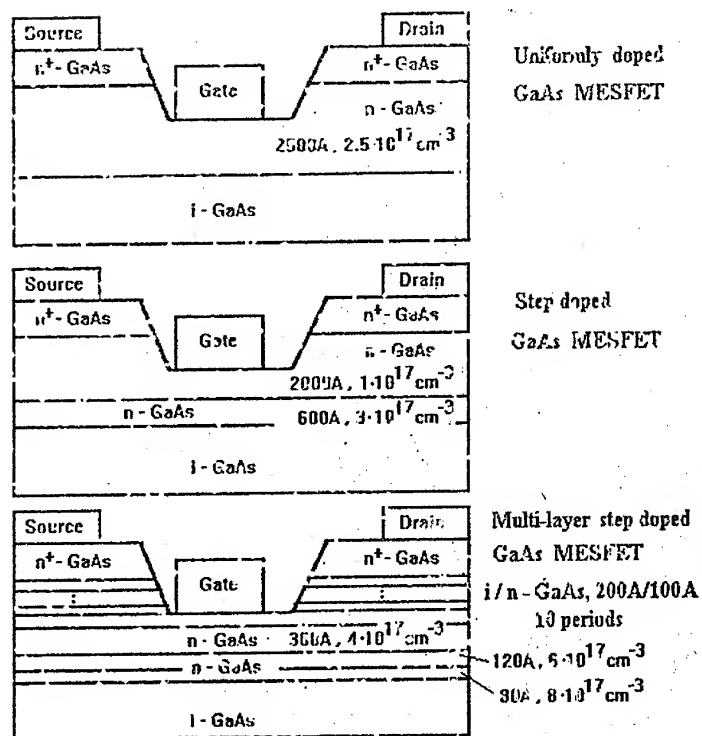 Source
Drain
n+- GaAs
n+- GaAs
Gate
n - GaAs
2500A , 2.5·10^17 cm^-3
i - GaAs
Uniformly doped
GaAs MESFET
Source
Drain
n+- GaAs
n+- GaAs
Gate
n - GaAs
2000A , 1·10^17 cm^-3
n - GaAs
600A , 3·10^17 cm^-3
i - GaAs
Step doped
GaAs MESFET
Source
Drain
n+- GaAs
n+- GaAs
Gate
n - GaAs , 4·10^17 cm^-3
n - GaAs
i - GaAs
Multi-layer step doped
GaAs MESFET
i / n - GaAs, 200A/100A
10 periods
120A , ·10^17 cm^-3
, 8·10^17 cm^-3